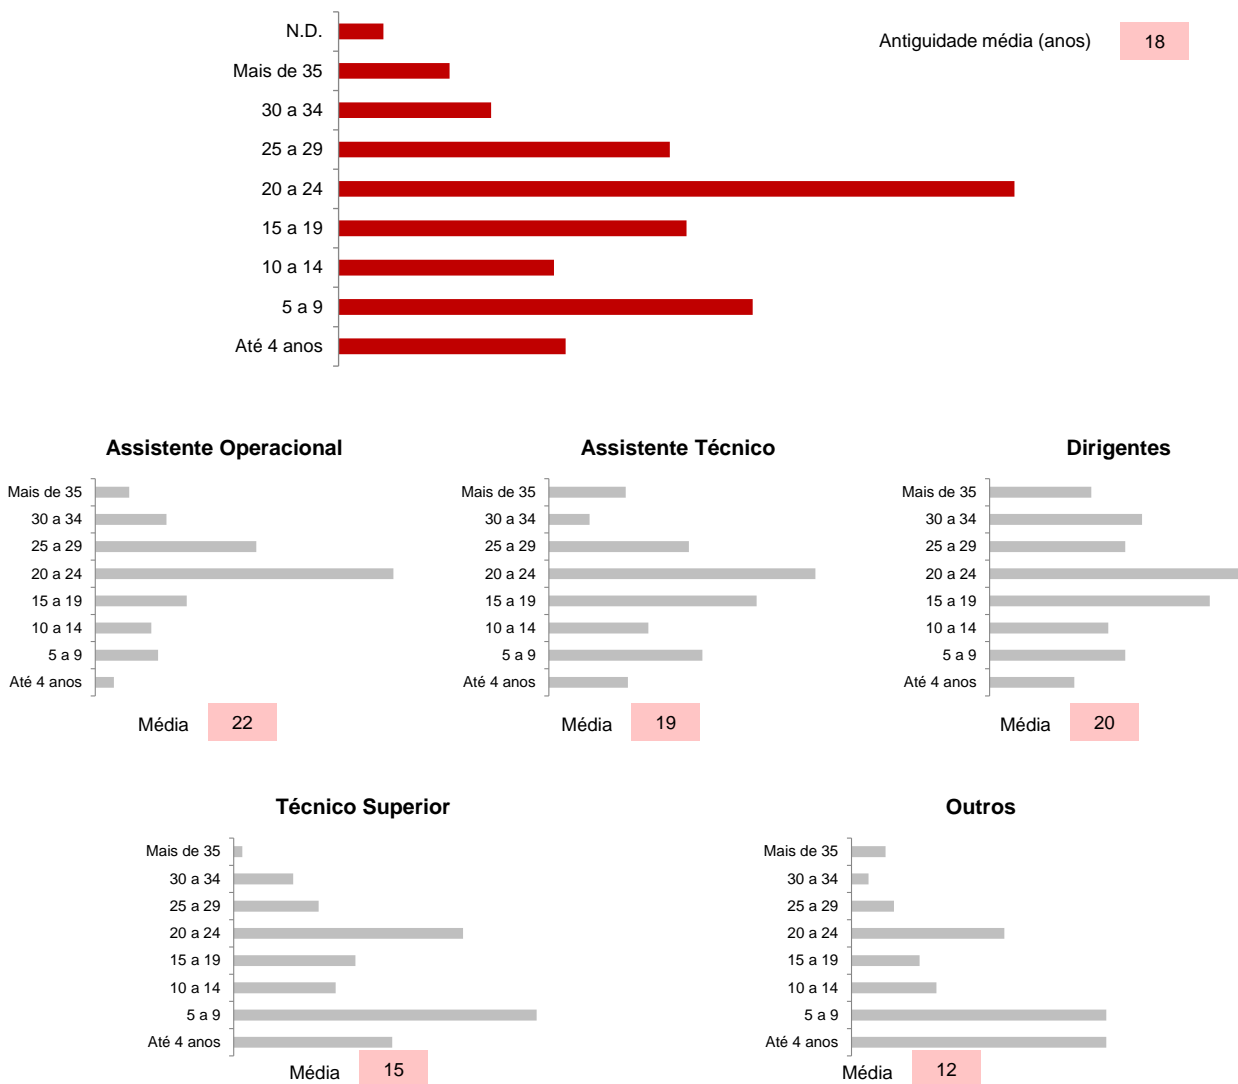 N.D.
Antiguidade média (anos) 18
Mais de 35
30 a 34
25 a 29
20 a 24
15 a 19
10 a 14
5 a 9
Até 4 anos
Assistente Operacional
Mais de 35
30 a 34
25 a 29
20 a 24
15 a 19
10 a 14
5 a 9
Até 4 anos
Média 22
Assistente Técnico
Mais de 35
30 a 34
25 a 29
20 a 24
15 a 19
10 a 14
5 a 9
Até 4 anos
Média 19
Dirigentes
Mais de 35
30 a 34
25 a 29
20 a 24
15 a 19
10 a 14
5 a 9
Até 4 anos
Média 20
Técnico Superior
Mais de 35
30 a 34
25 a 29
20 a 24
15 a 19
10 a 14
5 a 9
Até 4 anos
Média 15
Outros
Mais de 35
30 a 34
25 a 29
20 a 24
15 a 19
10 a 14
5 a 9
Até 4 anos
Média 12